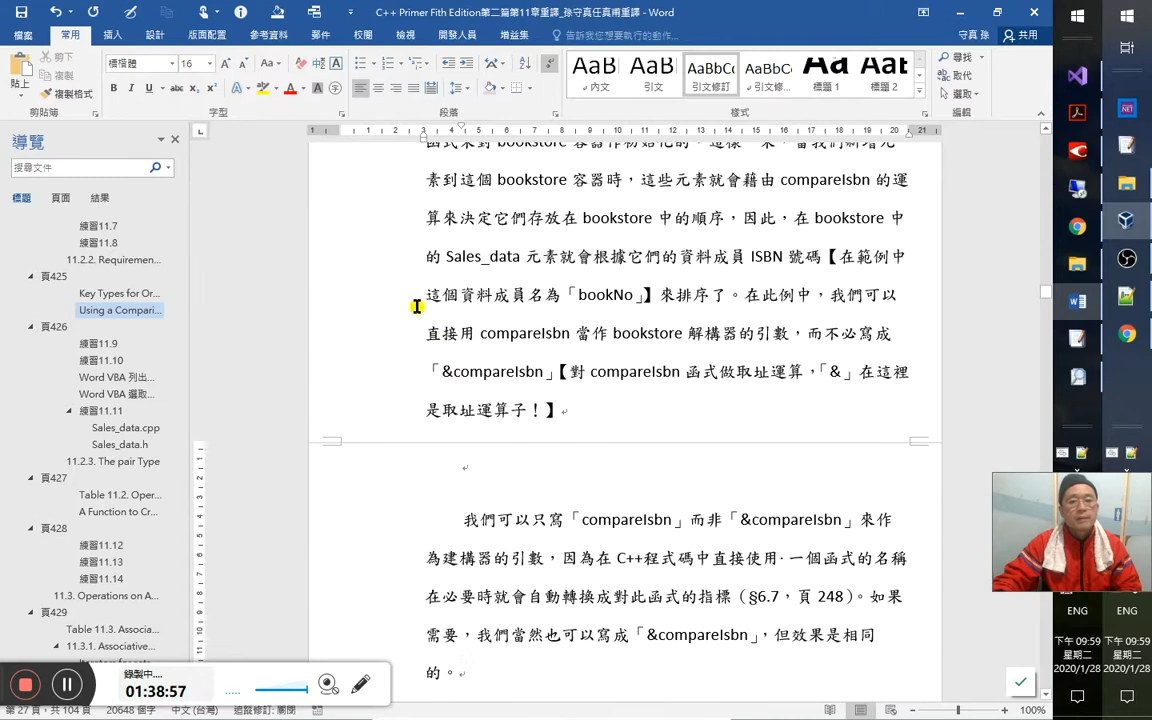 C++ Primer Fith Edition第二篇第11章重譯_孫守真任真甫重譯 - Word
檔案 常用 插入 設計 版面配置 參考資料 郵件 校閱 檢視 開發人員 增益集 告訴我您想要執行的動作... 守真 孫 共用
貼上 剪下 複製 複製格式 標楷體 16
AaB AaB AaBbCc AaBbC AaB AaB 尋找 取代 選取
內文 引文 引文修訂 引文修... 標題 1 標題 2
剪貼簿 字型 段落 樣式 編輯
導覽
搜尋文件
標題 頁面 結果
練習11.7
練習11.8
11.2.2. Requiremen...
頁425
Key Types for Or...
Using a Compari...
頁426
練習11.9
練習11.10
Word VBA 列出...
Word VBA 選取...
練習11.11
Sales_data.cpp
Sales_data.h
11.2.3. The pair Type
頁427
Table 11.2. Oper...
A Function to Cr...
頁428
練習11.12
練習11.13
練習11.14
11.3. Operations on A...
頁429
Table 11.3. Associa...
11.3.1. Associative...
素到這個 bookstore 容器時，這些元素就會藉由 compareIsbn 的運
算來決定它們存放在 bookstore 中的順序，因此，在 bookstore 中
的 Sales_data 元素就會根據它們的資料成員 ISBN 號碼【在範例中
這個資料成員名為「bookNo」】來排序了。在此例中，我們可以
直接用 compareIsbn 當作 bookstore 解構器的引數，而不必寫成
「&compareIsbn」【對 compareIsbn 函式做取址運算，「&」在這裡
是取址運算子！】
我們可以只寫「compareIsbn」而非「&compareIsbn」來作
為建構器的引數，因為在 C++程式碼中直接使用‧一個函式的名稱
在必要時就會自動轉換成對此函式的指標（§6.7，頁 248）。如果
需要，我們當然也可以寫成「&compareIsbn」，但效果是相同
的。
錄製中....
01:38:57
第 27 頁，共 104 頁 20648 個字 中文 (台灣) 追蹤修訂: 關閉 100%
ENG ENG
下午 09:59 下午 09:59
星期二 星期二
2020/1/28 2020/1/28